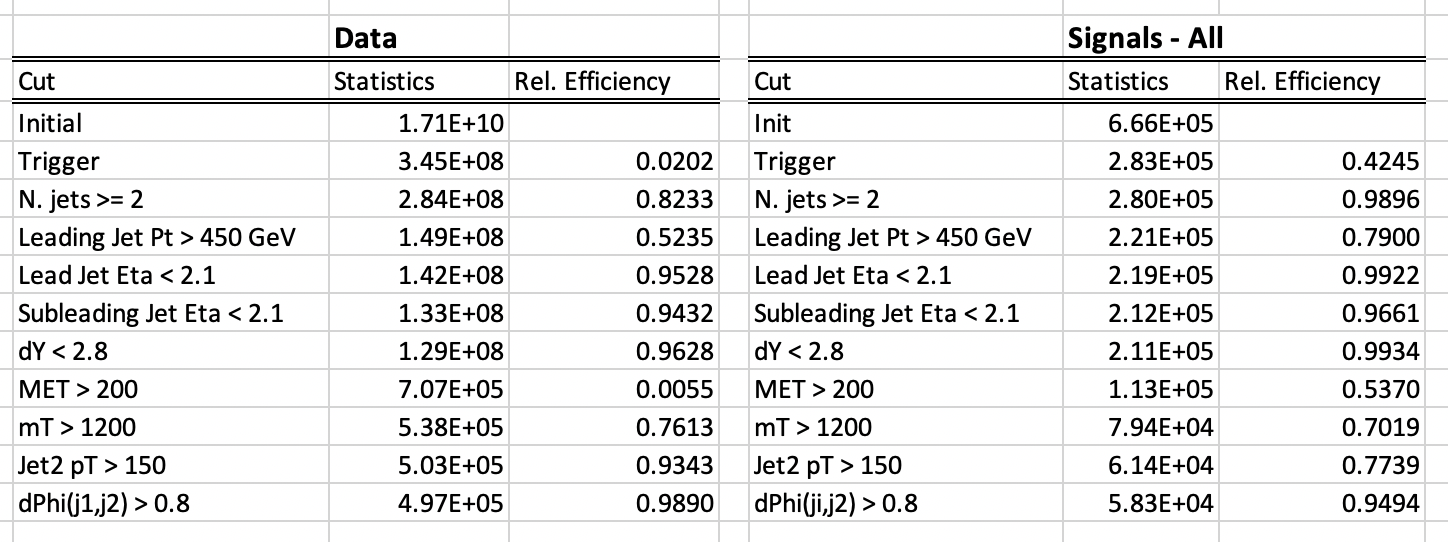 Data Signals - All
Cut Statistics Rel. Efficiency Cut Statistics Rel. Efficiency
Initial 1.71E+10 Init 6.66E+05
Trigger 3.45E+08 0.0202 Trigger 2.83E+05 0.4245
N. jets >= 2 2.84E+08 0.8233 N. jets >= 2 2.80E+05 0.9896
Leading Jet Pt > 450 GeV 1.49E+08 0.5235 Leading Jet Pt > 450 GeV 2.21E+05 0.7900
Lead Jet Eta < 2.1 1.42E+08 0.9528 Lead Jet Eta < 2.1 2.19E+05 0.9922
Subleading Jet Eta < 2.1 1.33E+08 0.9432 Subleading Jet Eta < 2.1 2.12E+05 0.9661
dY < 2.8 1.29E+08 0.9628 dY < 2.8 2.11E+05 0.9934
MET > 200 7.07E+05 0.0055 MET > 200 1.13E+05 0.5370
mT > 1200 5.38E+05 0.7613 mT > 1200 7.94E+04 0.7019
Jet2 pT > 150 5.03E+05 0.9343 Jet2 pT > 150 6.14E+04 0.7739
dPhi(j1,j2) > 0.8 4.97E+05 0.9890 dPhi(ji,j2) > 0.8 5.83E+04 0.9494